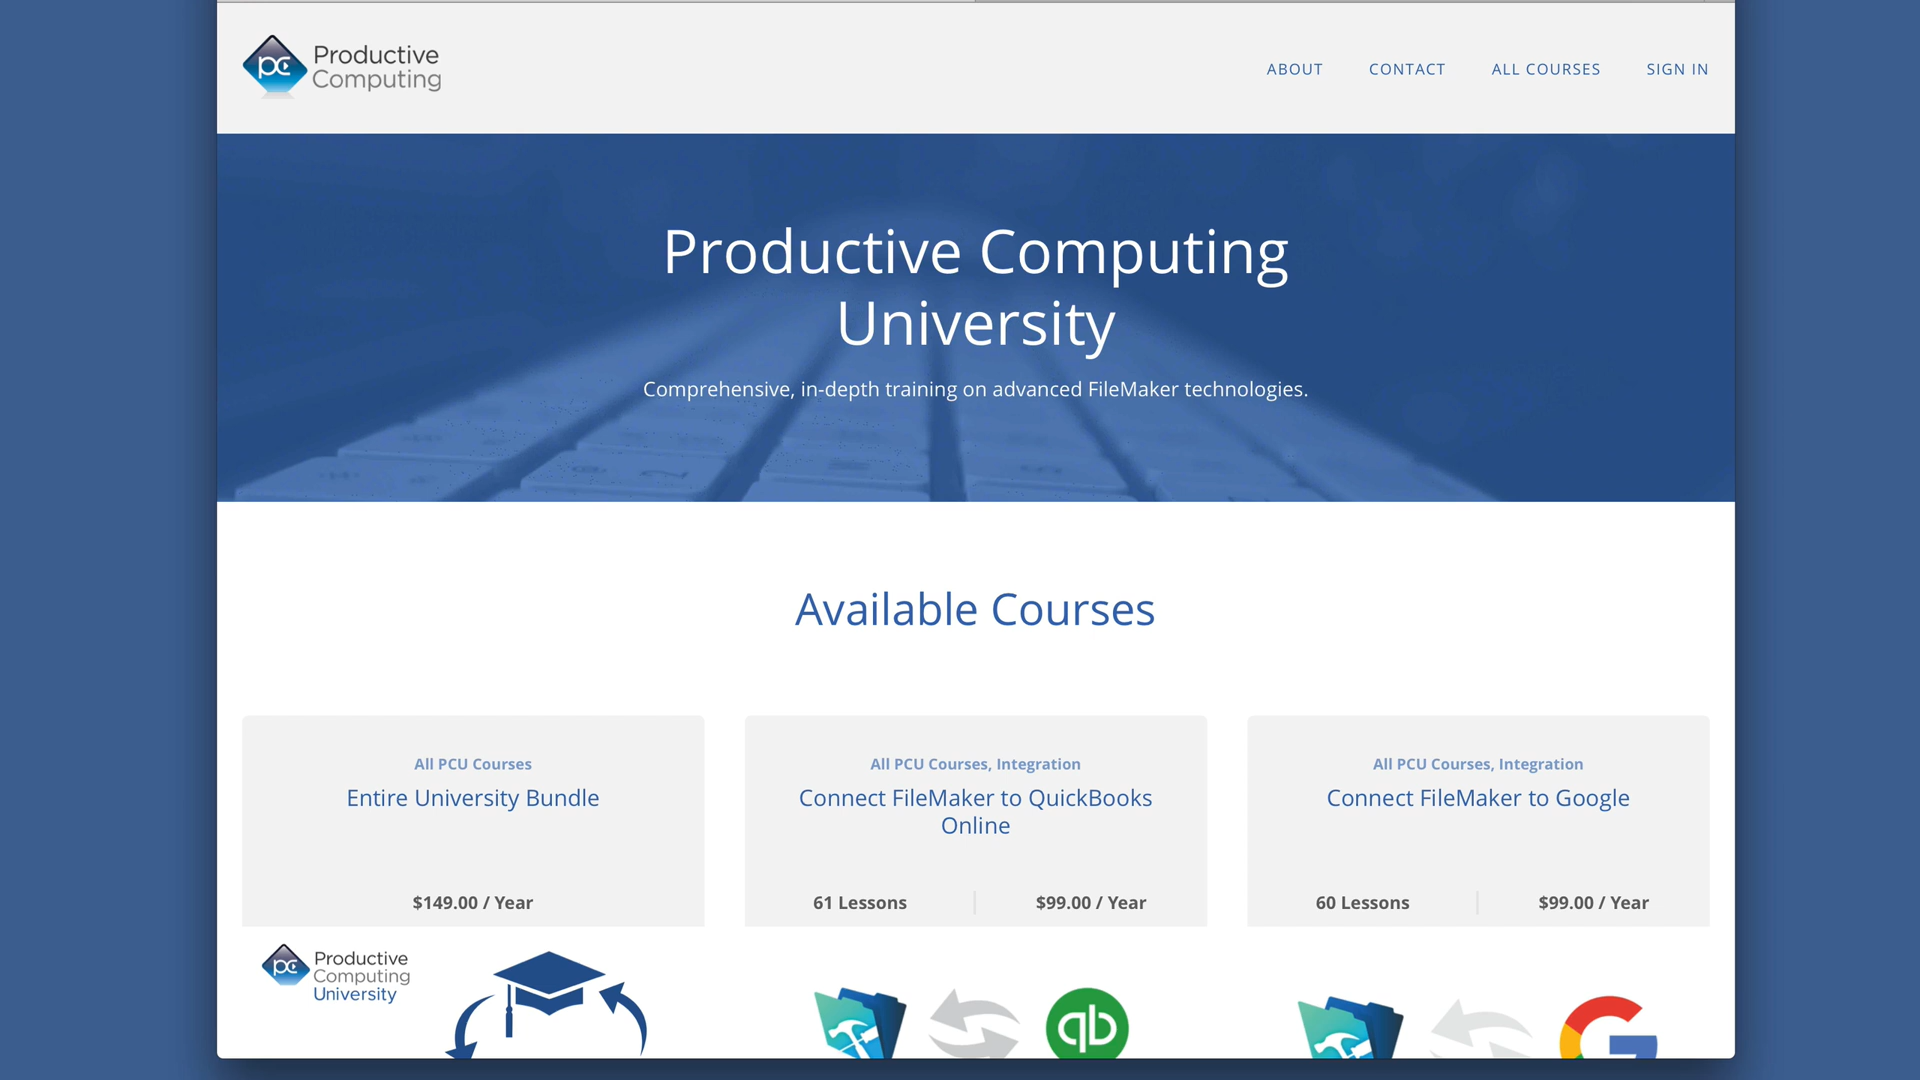 Productive
Computing
ABOUT CONTACT ALL COURSES SIGN IN
Productive Computing
University
Comprehensive, in-depth training on advanced FileMaker technologies.
Available Courses
All PCU Courses
Entire University Bundle
$149.00 / Year
All PCU Courses, Integration
Connect FileMaker to QuickBooks
Online
61 Lessons $99.00 / Year
All PCU Courses, Integration
Connect FileMaker to Google
60 Lessons $99.00 / Year
pc Productive
Computing
University
qb
G